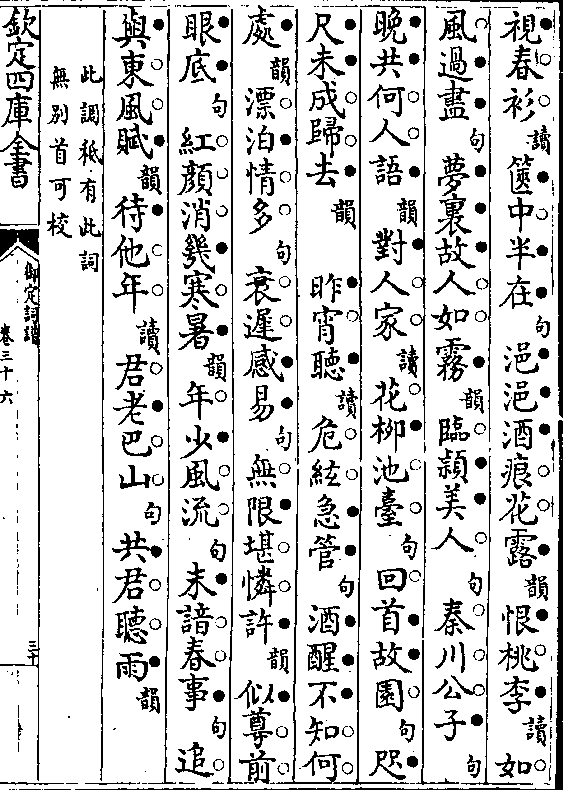 視春衫讀篋中半在句浥浥酒痕花露韻恨桃李讀如
風過盡句夢裏故人如霧韻臨潁美人句秦川公子句
晚共何人語韻對人家讀花柳池臺句回首故園句咫
尺未成歸去韻 昨宵聽讀危絃急管句酒醒不知何
處韻漂泊情多句衰遲感易句無限堪憐許韻似尊前
眼底句紅顔消幾寒暑韻年少風流句未諳春事句追
與東風賦韻待他年讀君老巴山句共君聽雨韻
此調秪有此詞
無別首可校
欽定四庫全書
御定詞譜
卷三十六
三十